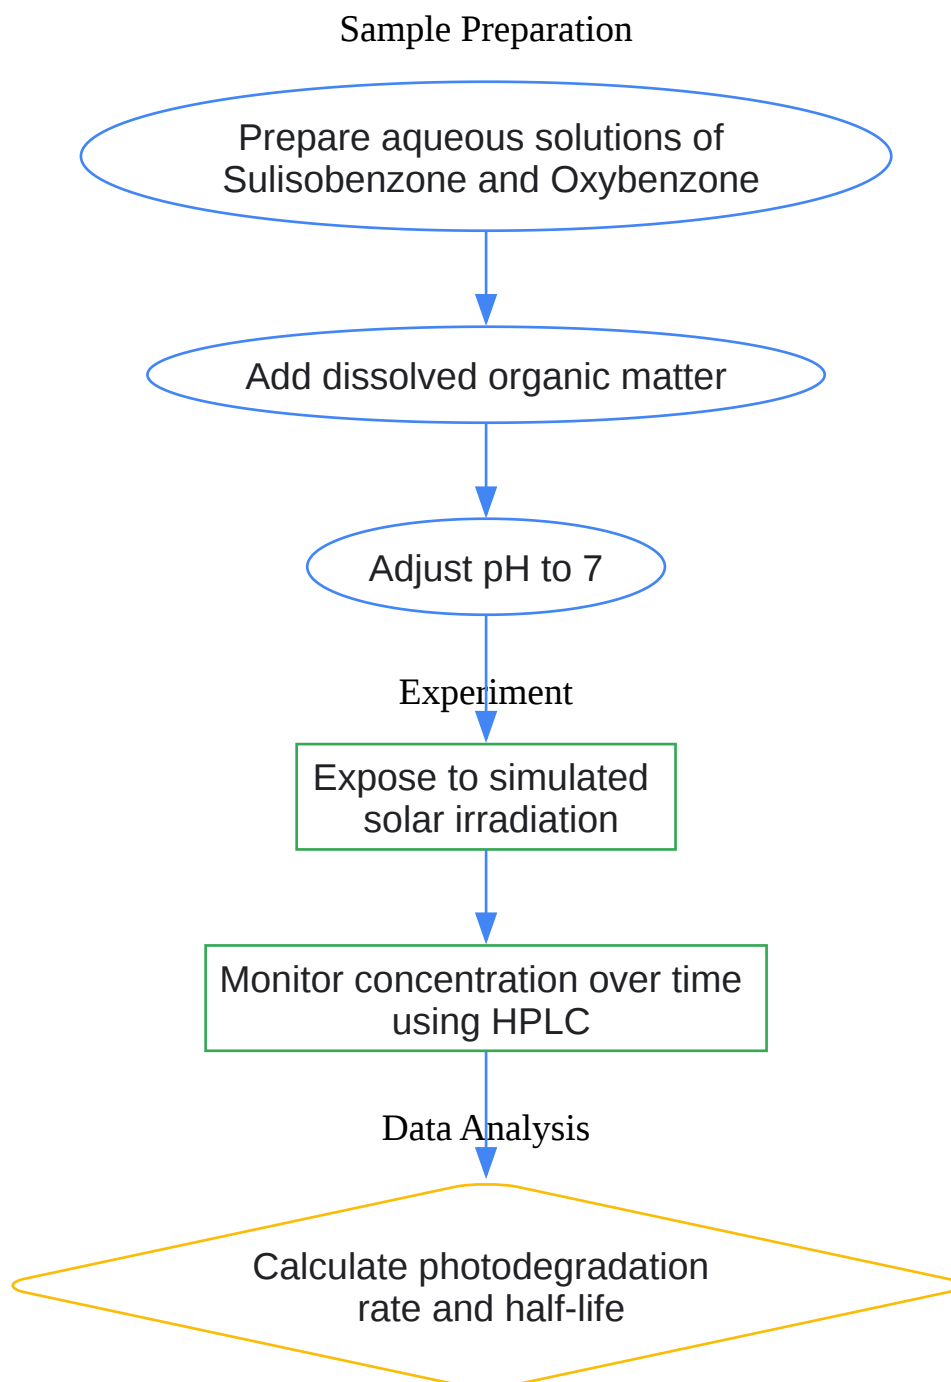 Sample Preparation
Prepare aqueous solutions of
Sulisobenzone and Oxybenzone
Add dissolved organic matter
Adjust pH to 7
Experiment
Expose to simulated
solar irradiation
Monitor concentration over time
using HPLC
Data Analysis
Calculate photodegradation
rate and half-life